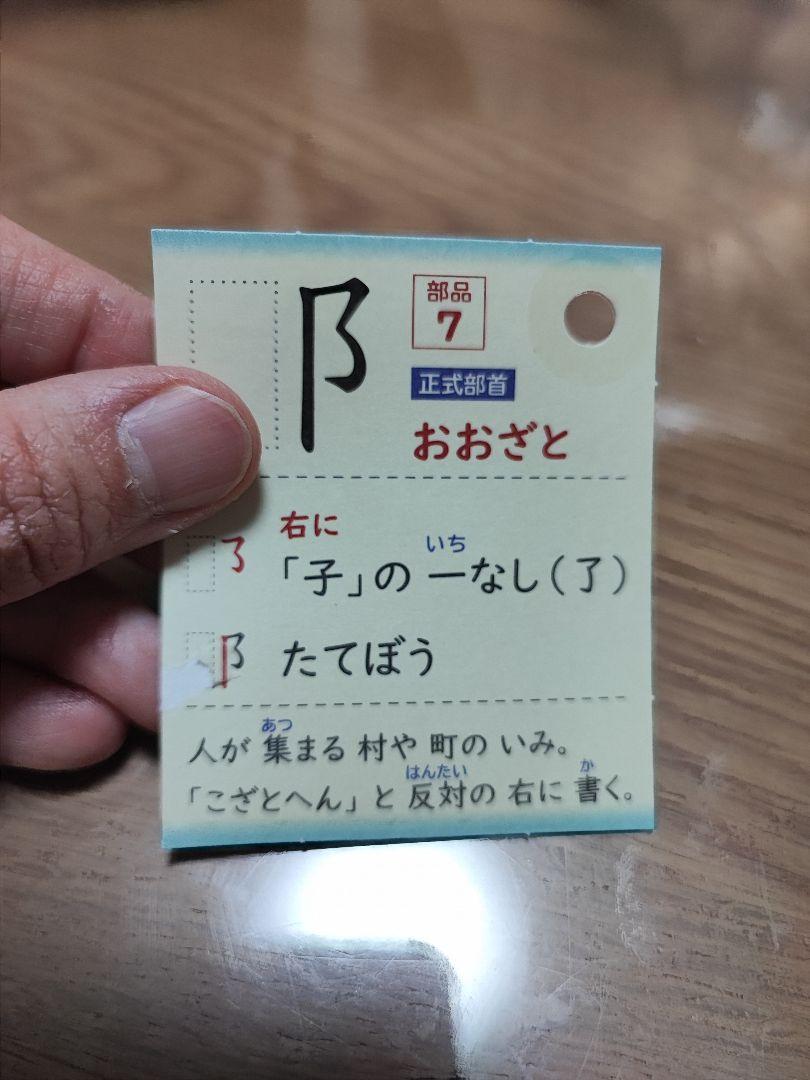 阝
部品
7
正式部首
おおざと
右に
「子」の一なし(了)
いち
たてぼう
人が集まる村や町のいみ。
あつ
「こざとへん」と反対の右に書く。
はんたい
か